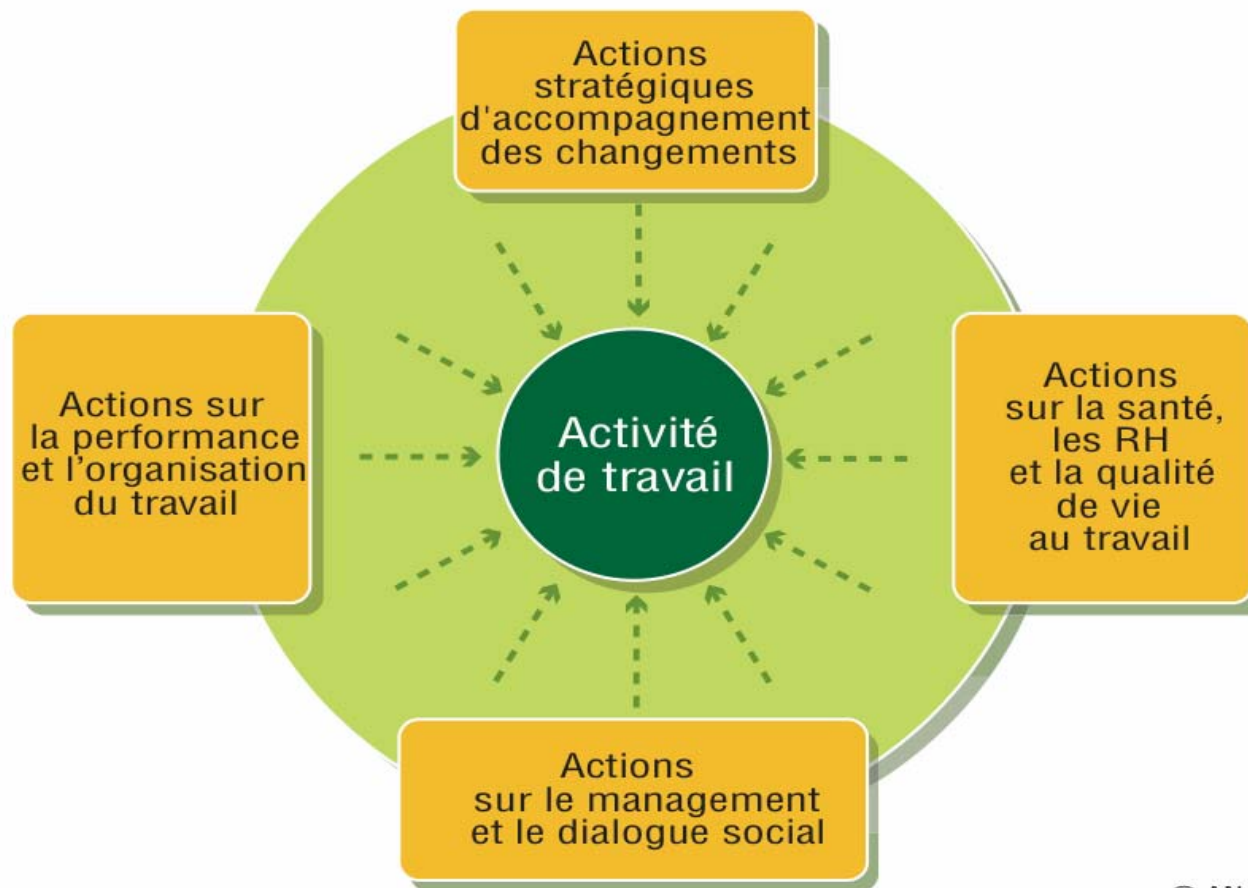 Actions
stratégiques
d'accompagnement
des changements
Actions sur
la performance
et l'organisation
du travail
Activité
de travail
Actions
sur la santé,
les RH
et la qualité
de vie
au travail
Actions
sur le management
et le dialogue social